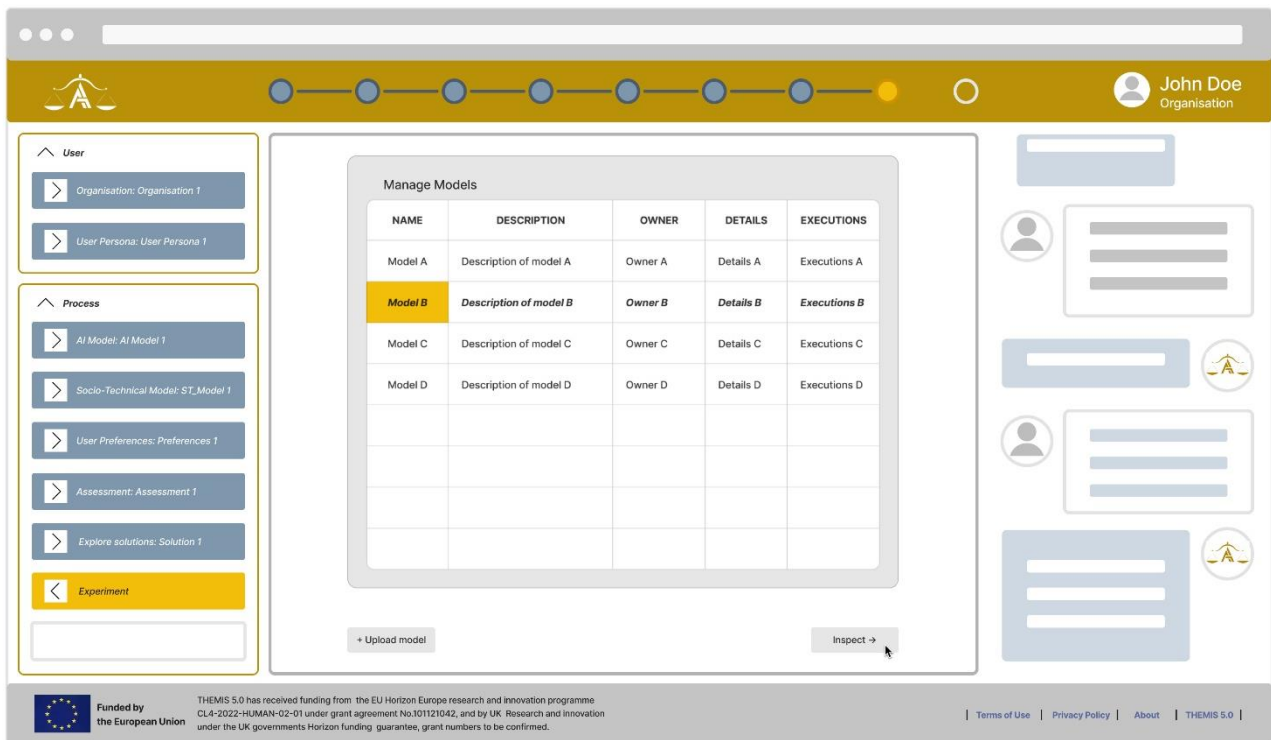 John Doe
Organisation
User
Organisation: Organisation 1
User Persona: User Persona 1
Process
AI Model: AI Model 1
Socio-Technical Model: ST_Model 1
User Preferences: Preferences 1
Assessment: Assessment 1
Explore solutions: Solution 1
Experiment
Manage Models
NAME DESCRIPTION OWNER DETAILS EXECUTIONS
Model A Description of model A Owner A Details A Executions A
Model B Description of model B Owner B Details B Executions B
Model C Description of model C Owner C Details C Executions C
Model D Description of model D Owner D Details D Executions D
+ Upload model
Inspect →
Funded by
the European Union
THEMIS 5.0 has received funding from the EU Horizon Europe research and innovation programme
CL4-2022-HUMAN-02-01 under grant agreement No.101121042, and by UK Research and innovation
under the UK governments Horizon funding guarantee, grant numbers to be confirmed.
| Terms of Use | Privacy Policy | About | THEMIS 5.0 |